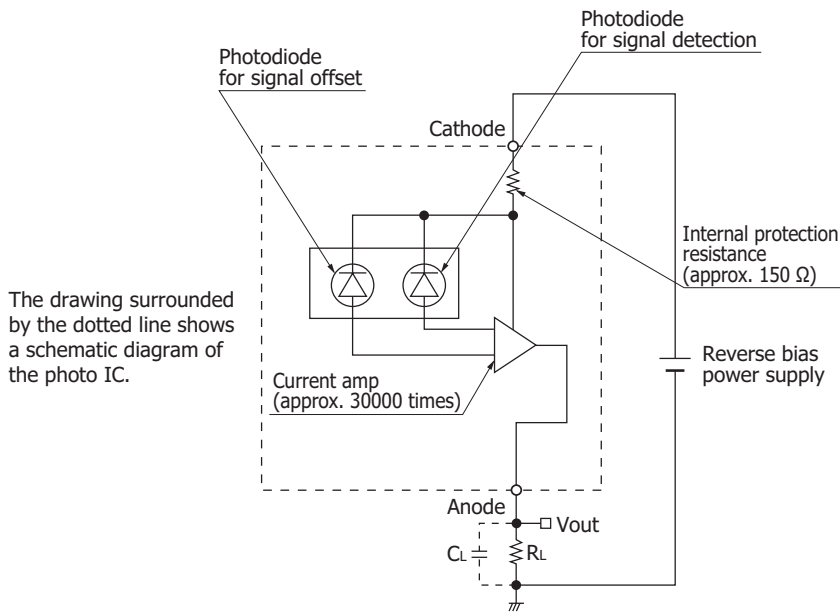 Photodiode
for signal detection
Photodiode
for signal offset
Cathode
Internal protection
resistance
(approx. 150 Ω)
The drawing surrounded
by the dotted line shows
a schematic diagram of
the photo IC.
Reverse bias
power supply
Current amp
(approx. 30000 times)
Anode
Vout
CL
RL